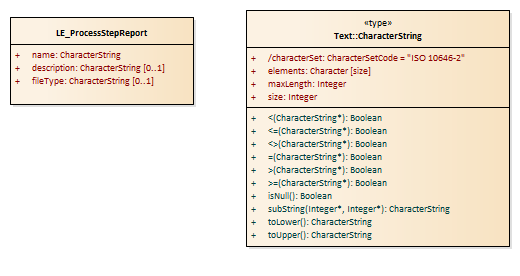 LE_ProcessStepReport
+ name: CharacterString
+ description: CharacterString [0..1]
+ fileType: CharacterString [0..1]
«type»
Text::CharacterString
+ /characterSet: CharacterSetCode = "ISO 10646-2"
+ elements: Character [size]
+ maxLength: Integer
+ size: Integer
+ <(CharacterString*): Boolean
+ <=(CharacterString*): Boolean
+ <>(CharacterString*): Boolean
+ =(CharacterString*): Boolean
+ >(CharacterString*): Boolean
+ >=(CharacterString*): Boolean
+ isNull(): Boolean
+ subString(Integer*, Integer*): CharacterString
+ toLower(): CharacterString
+ toUpper(): CharacterString